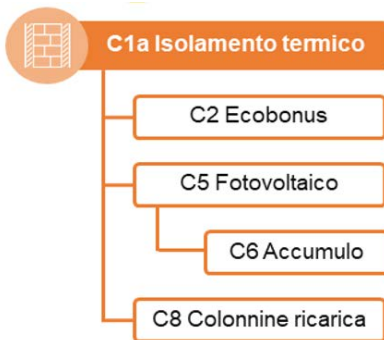 C1a Isolamento termico
C2 Ecobonus
C5 Fotovoltaico
C6 Accumulo
C8 Colonnine ricarica